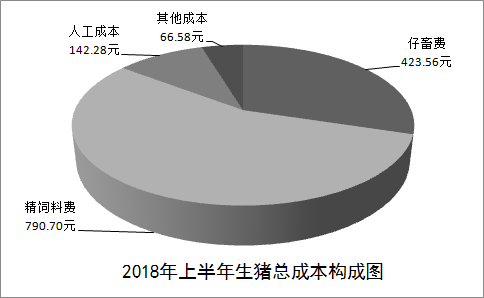 其他成本
66.58元
人工成本
142.28元
仔畜费
423.56元
精饲料费
790.70元
2018年上半年生猪总成本构成图